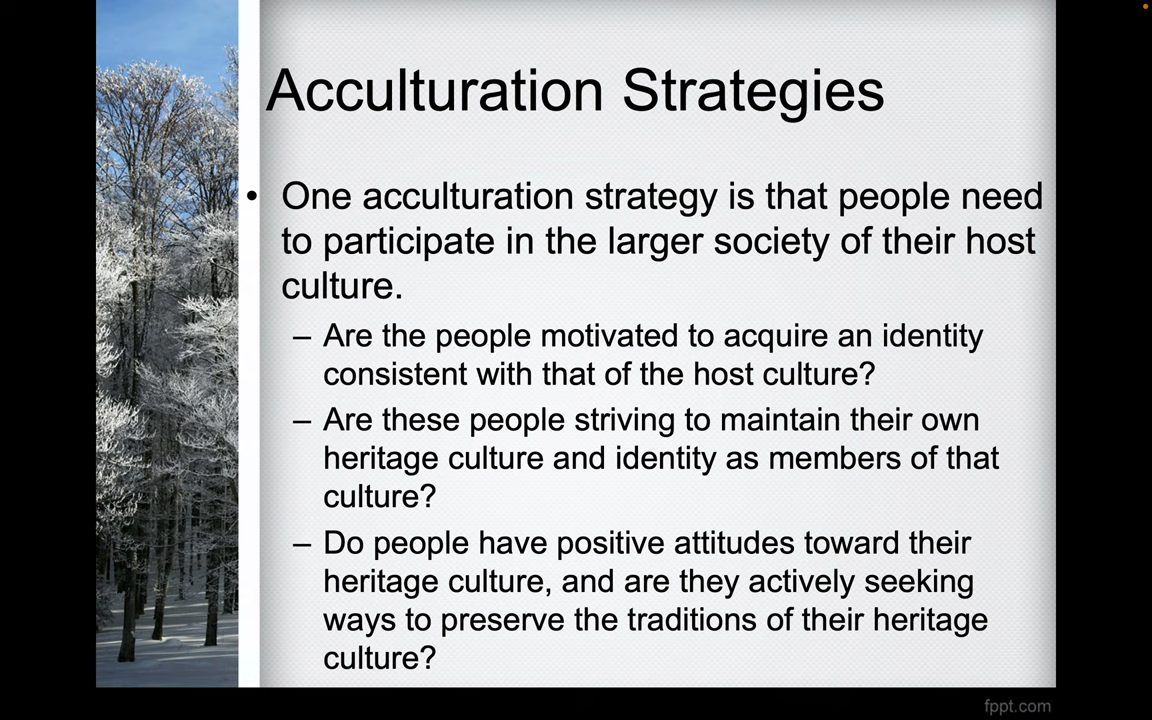 Acculturation Strategies
• One acculturation strategy is that people need
to participate in the larger society of their host
culture.
– Are the people motivated to acquire an identity
consistent with that of the host culture?
– Are these people striving to maintain their own
heritage culture and identity as members of that
culture?
– Do people have positive attitudes toward their
heritage culture, and are they actively seeking
ways to preserve the traditions of their heritage
culture?
fppt.com